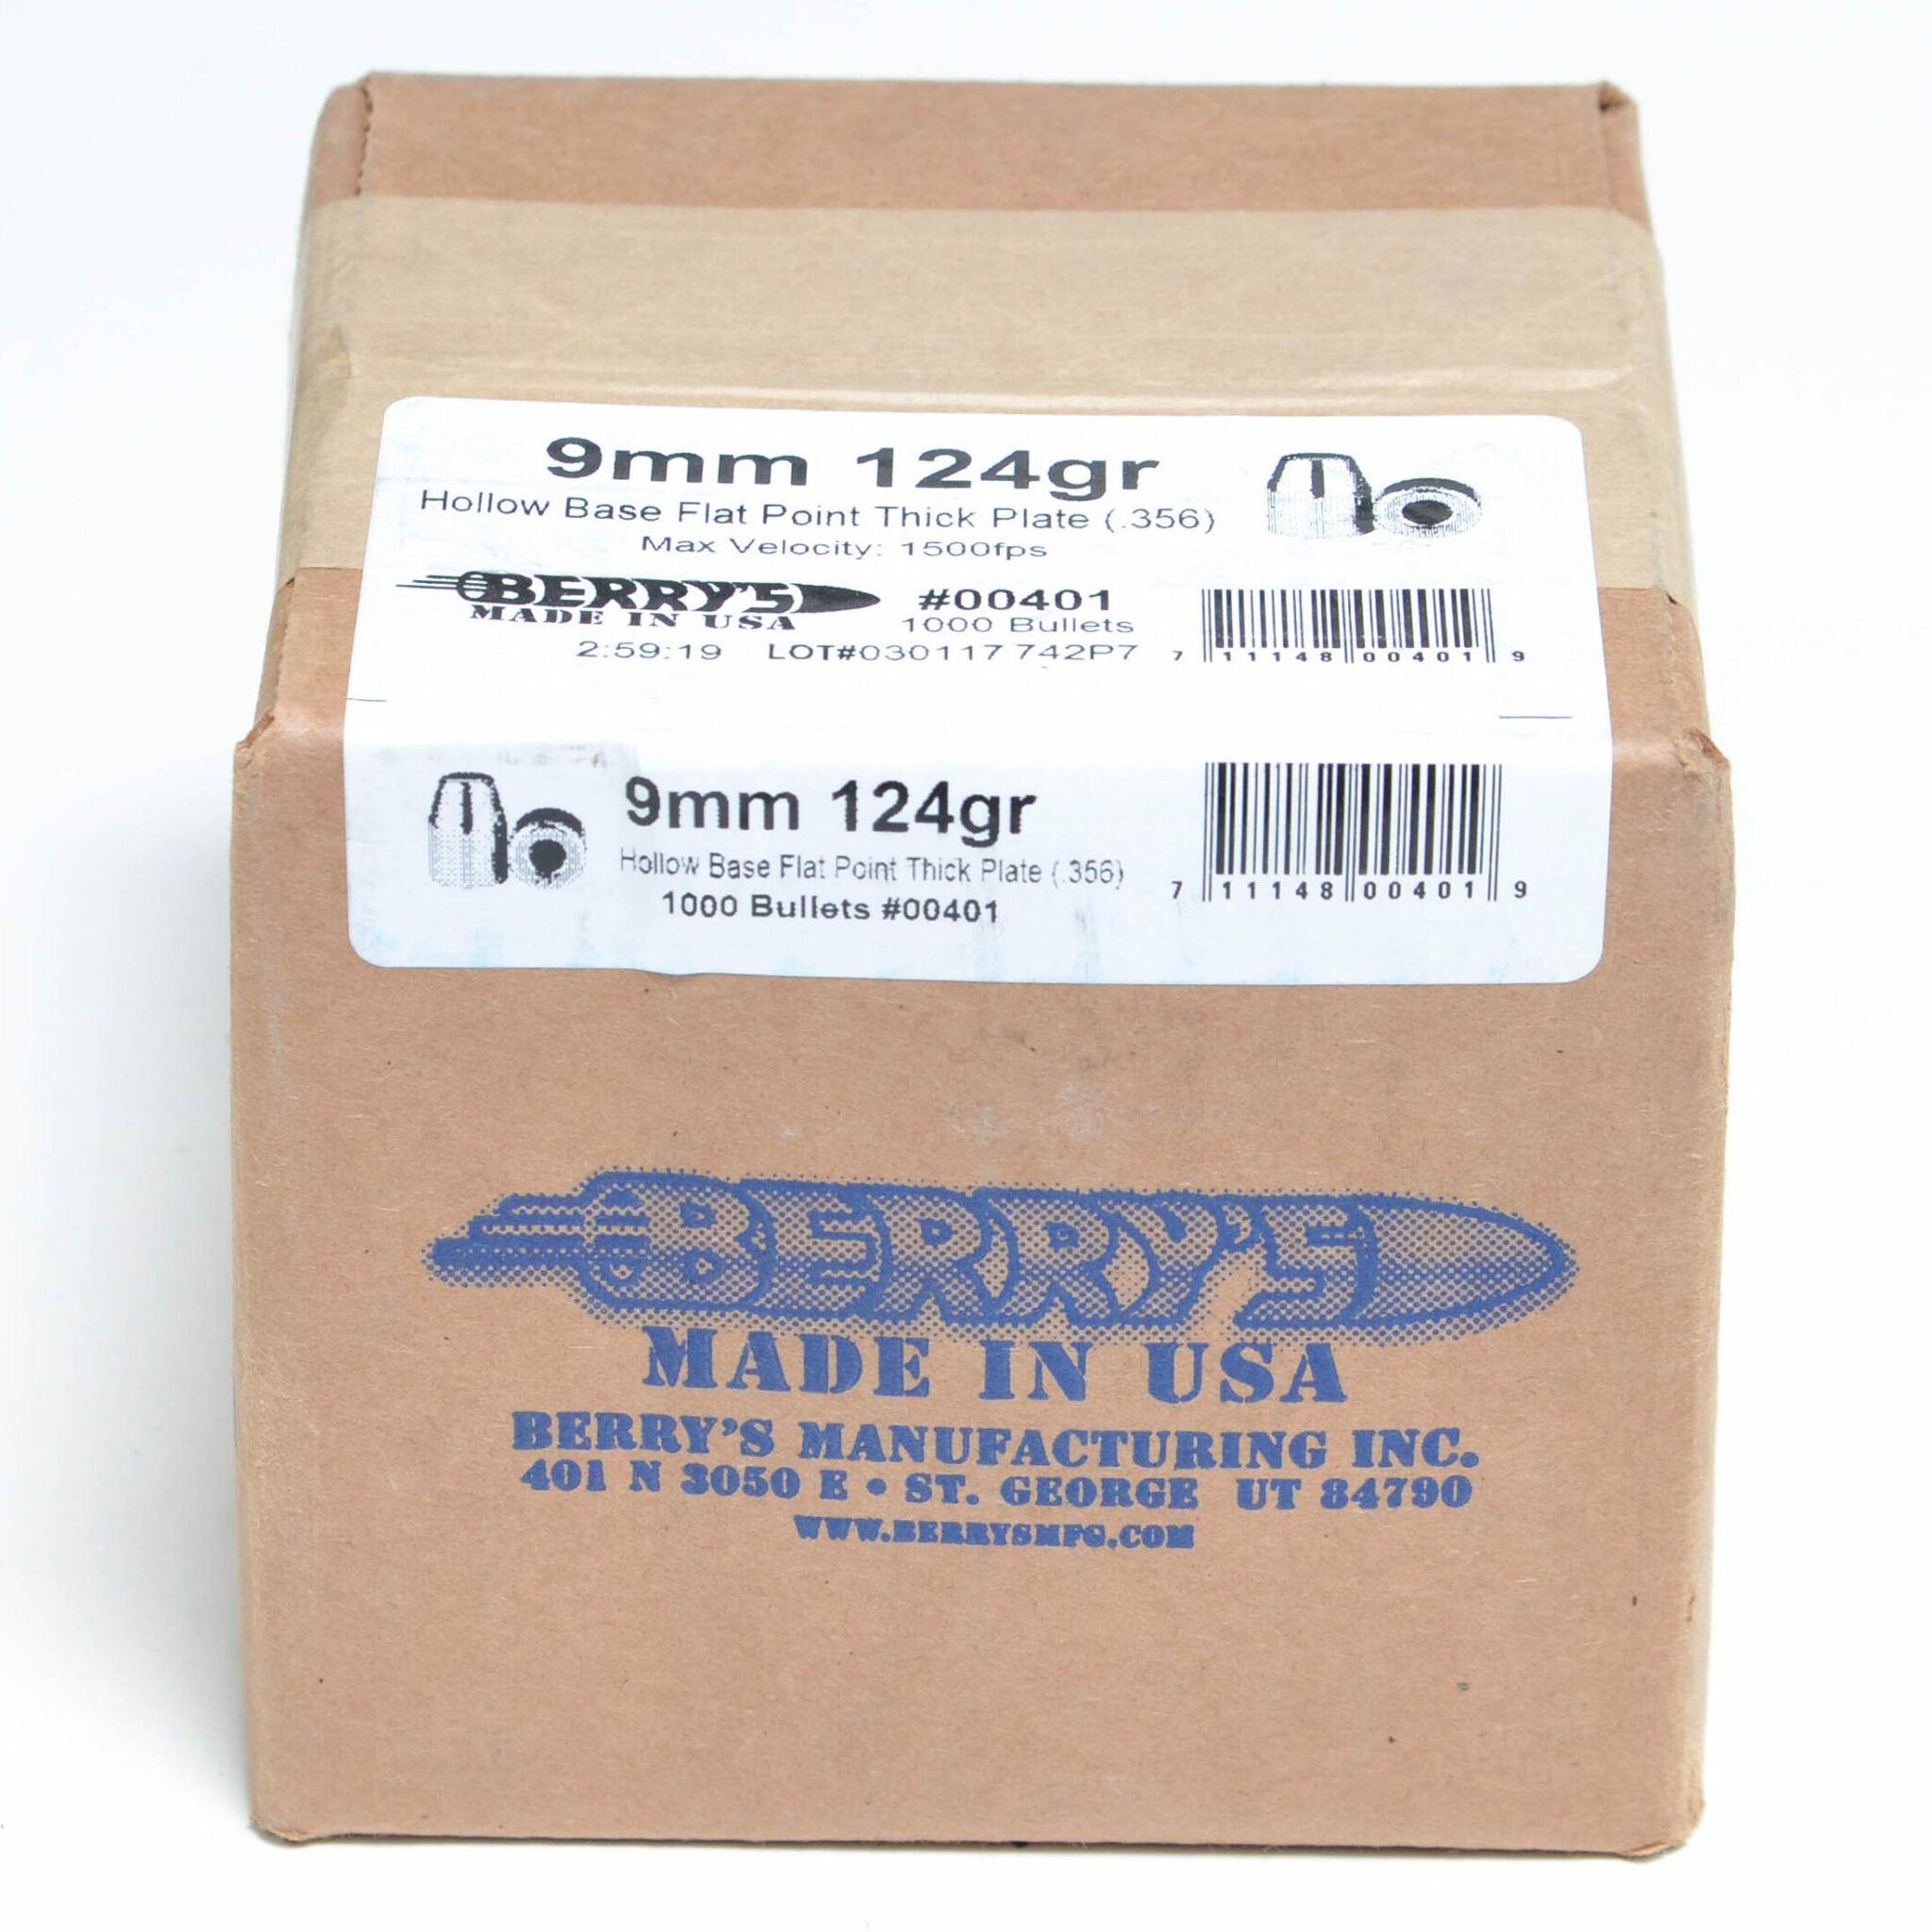 9mm 124gr
Hollow Base Flat Point Thick Plate (.356)
Max Velocity: 1500fps
BERRY'S
MADE IN USA
#00401
1000 Bullets
2:59:19 LOT#030117 742P7
7 11148 00401 9
9mm 124gr
Hollow Base Flat Point Thick Plate (.356)
1000 Bullets #00401
7 11148 00401 9
BERRY'S
MADE IN USA
BERRY'S MANUFACTURING INC.
401 N 3050 E • ST. GEORGE UT 84790
WWW.BERRYSMFG.COM